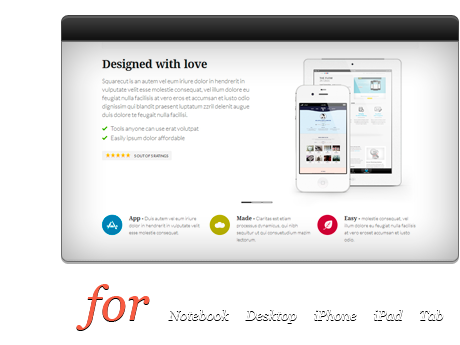 Designed with love
Squarecut is an autem vel eum iriure dolor in hendrerit in
vulputate velit esse molestie consequat, vel illum dolore eu
feugiat nulla facilisis at vero eros et accumsan et iusto odio
dignissim qui blandit praesent luptatum zzril delenit augue
duis dolore te feugait nulla facilisi.
Tools anyone can use erat volutpat
Easily ipsum dolor affordable
5 OUT OF 5 RATINGS
App - Duis autem vel eum iriure
dolor in hendrerit in vulputate velit
esse molestie consequat.
Made - Claritas est etiam
processus dynamicus, qui nibh
sequitur ut qui consuetudium maze
lectorum.
Easy - molestie consequat,
vel illum dolore eu feugiat nulla facilisis
at vero eroset accumsan et iusto
odio.
for Notebook Desktop iPhone iPad Tab